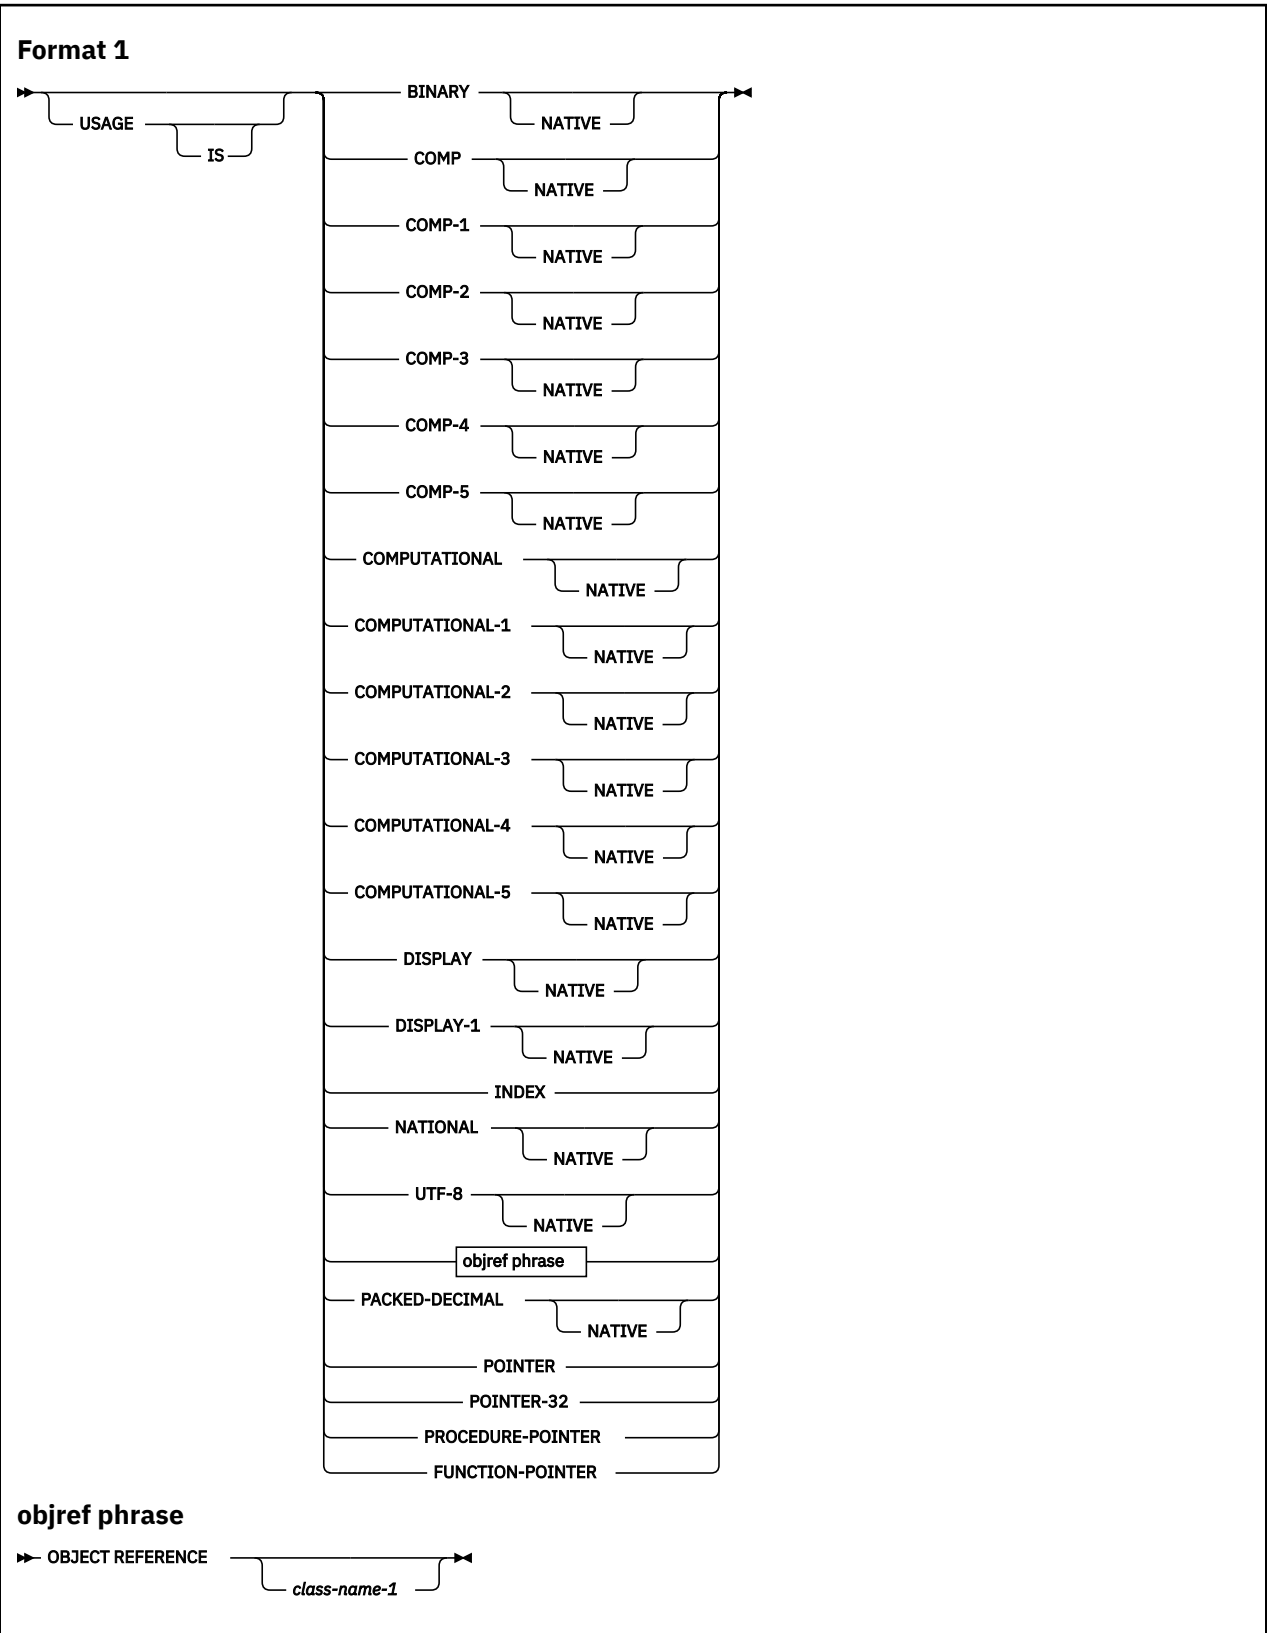 Format 1
BINARY
USAGE NATIVE
IS
COMP
NATIVE
COMP-1
NATIVE
COMP-2
NATIVE
COMP-3
NATIVE
COMP-4
NATIVE
COMP-5
NATIVE
COMPUTATIONAL
NATIVE
COMPUTATIONAL-1
NATIVE
COMPUTATIONAL-2
NATIVE
COMPUTATIONAL-3
NATIVE
COMPUTATIONAL-4
NATIVE
COMPUTATIONAL-5
NATIVE
DISPLAY
NATIVE
DISPLAY-1
NATIVE
INDEX
NATIONAL
NATIVE
UTF-8
NATIVE
objref phrase
PACKED-DECIMAL
NATIVE
POINTER
POINTER-32
PROCEDURE-POINTER
FUNCTION-POINTER
objref phrase
OBJECT REFERENCE
class-name-1